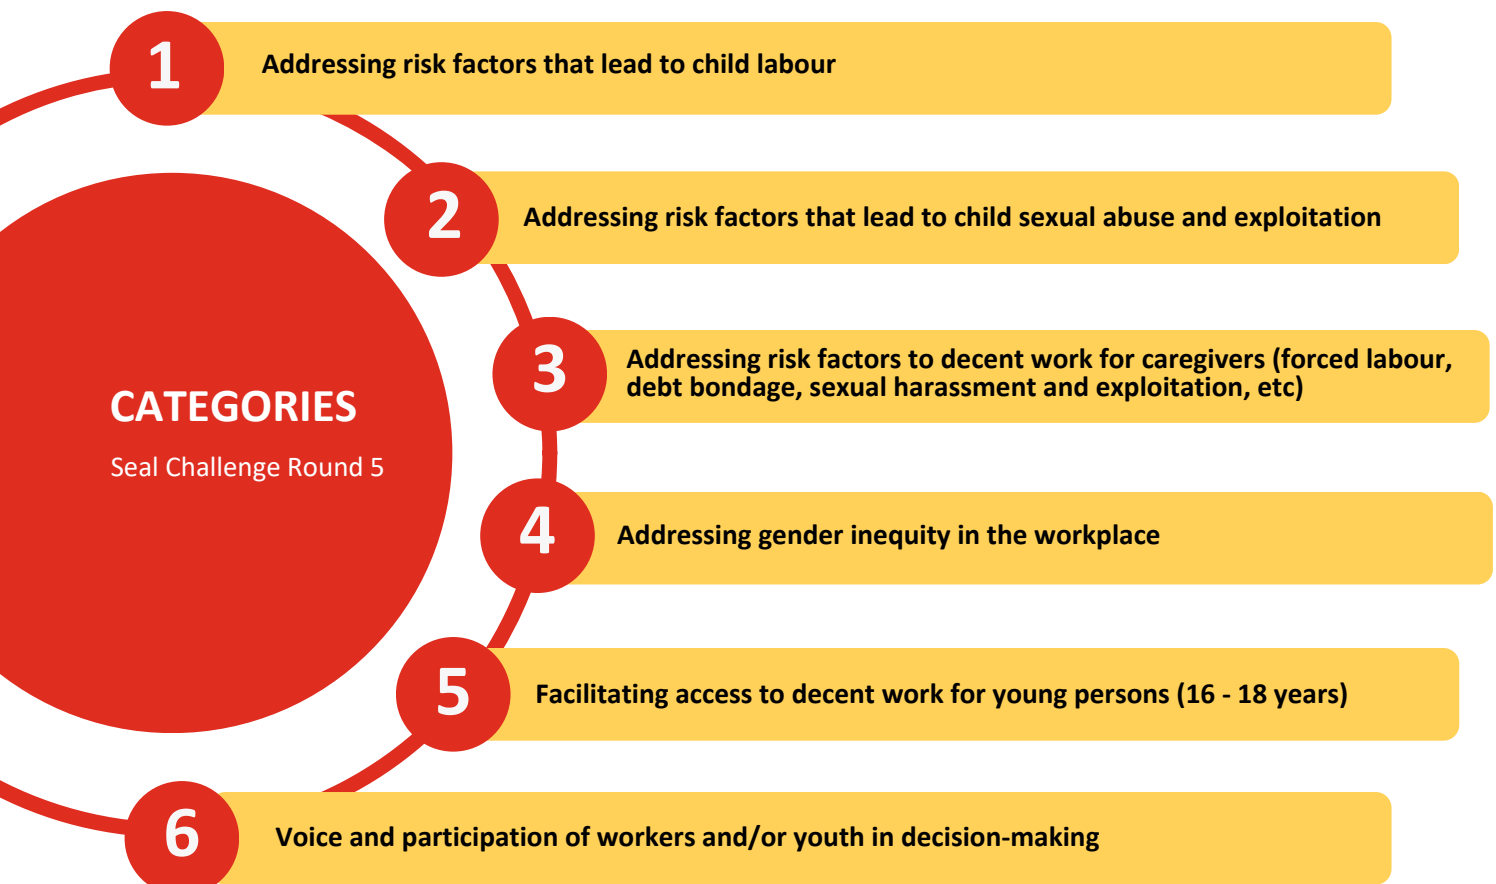 1
Addressing risk factors that lead to child labour
2
Addressing risk factors that lead to child sexual abuse and exploitation
3
Addressing risk factors to decent work for caregivers (forced labour,
debt bondage, sexual harassment and exploitation, etc)
CATEGORIES
Seal Challenge Round 5
4
Addressing gender inequity in the workplace
5
Facilitating access to decent work for young persons (16 - 18 years)
6
Voice and participation of workers and/or youth in decision-making